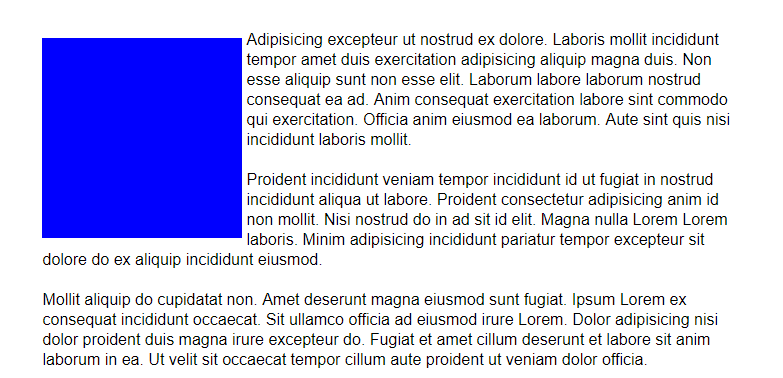 Adipisicing excepteur ut nostrud ex dolore. Laboris mollit incididunt
tempor amet duis exercitation adipisicing aliquip magna duis. Non
esse aliquip sunt non esse elit. Laborum labore laborum nostrud
consequat ea ad. Anim consequat exercitation labore sint commodo
qui exercitation. Officia anim eiusmod ea laborum. Aute sint quis nisi
incididunt laboris mollit.
Proident incididunt veniam tempor incididunt id ut fugiat in nostrud
incididunt aliqua ut labore. Proident consectetur adipisicing anim id
non mollit. Nisi nostrud do in ad sit id elit. Magna nulla Lorem Lorem
laboris. Minim adipisicing incididunt pariatur tempor excepteur sit
dolore do ex aliquip incididunt eiusmod.
Mollit aliquip do cupidatat non. Amet deserunt magna eiusmod sunt fugiat. Ipsum Lorem ex
consequat incididunt occaecat. Sit ullamco officia ad eiusmod irure Lorem. Dolor adipisicing nisi
dolor proident duis magna irure excepteur do. Fugiat et amet cillum deserunt et labore sit anim
laborum in ea. Ut velit sit occaecat tempor cillum aute proident ut veniam dolor officia.